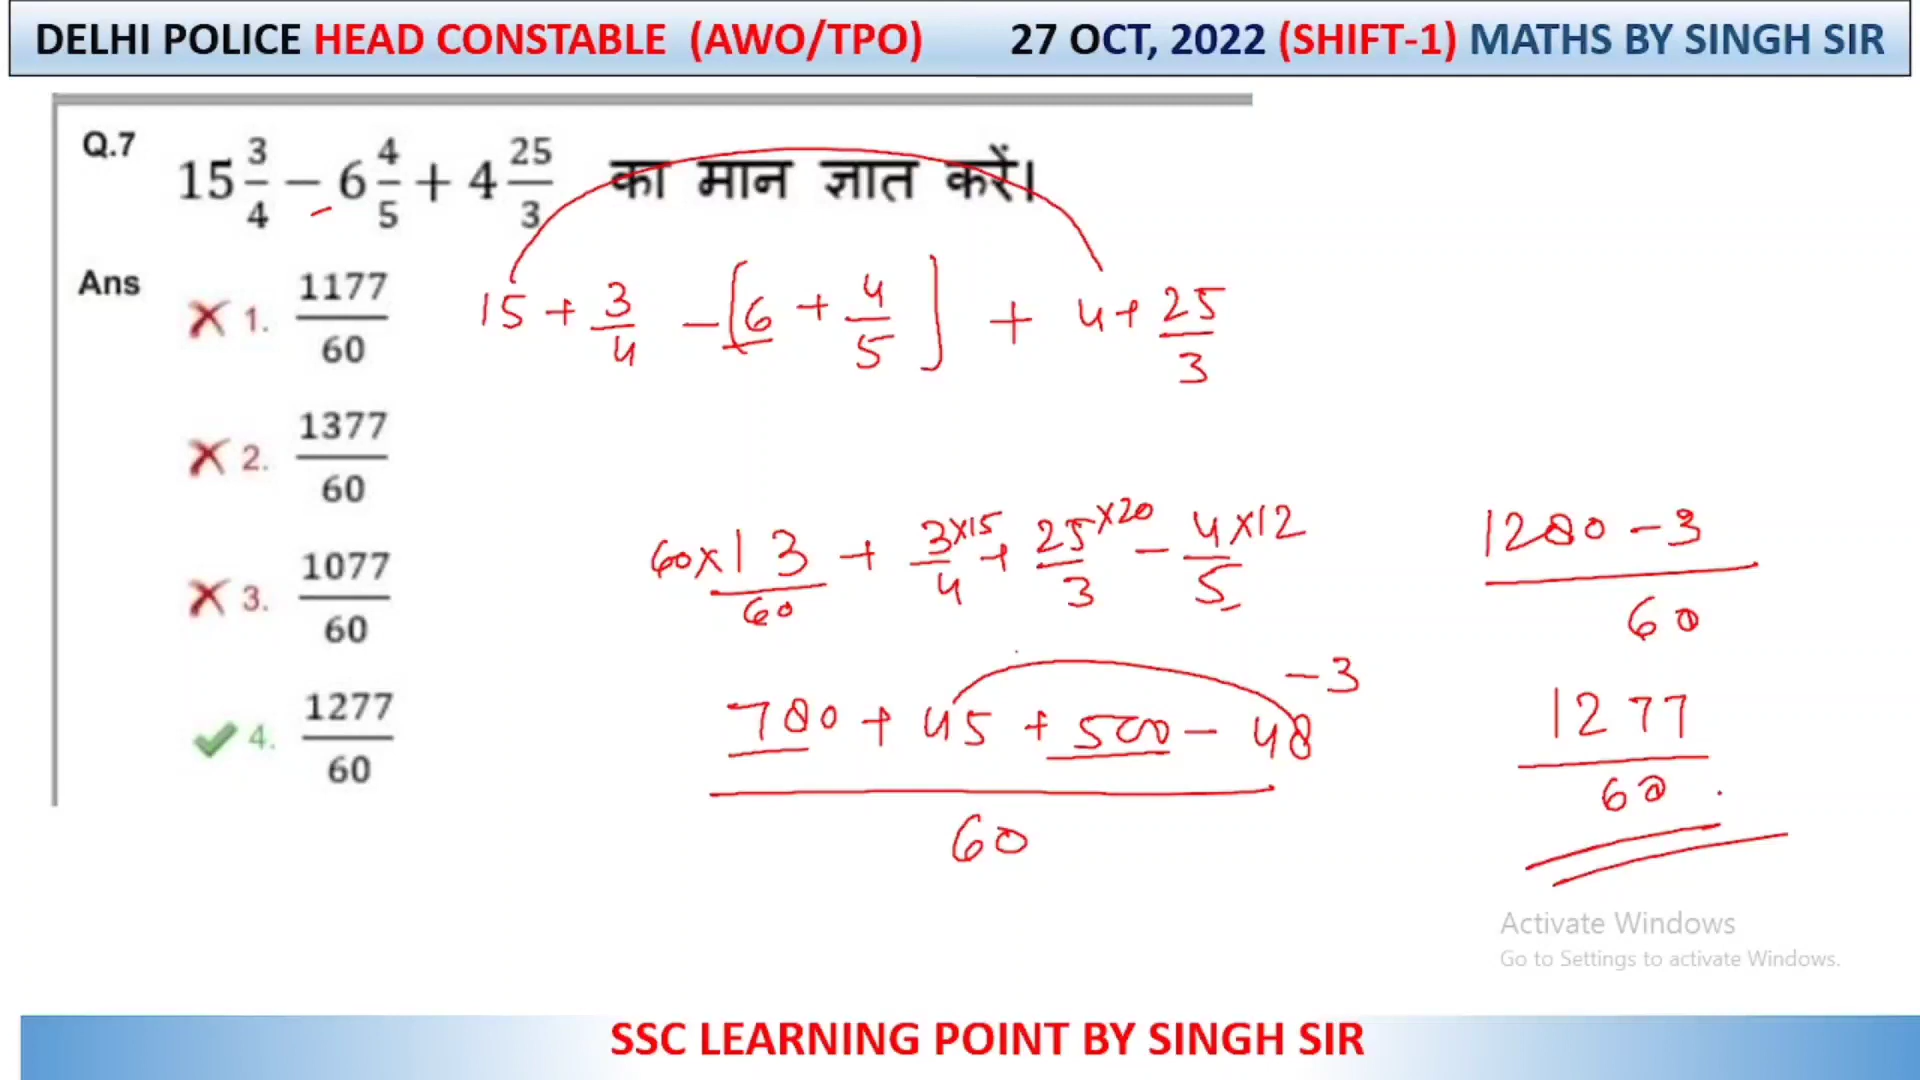 DELHI POLICE HEAD CONSTABLE (AWO/TPO) 27 OCT, 2022 (SHIFT-1) MATHS BY SINGH SIR
Q.7 15 3/4 − 6 4/5 + 4 25/3 का मान ज्ञात करें।
Ans
1. 1177/60
2. 1377/60
3. 1077/60
4. 1277/60
15 + 3/4 − [6 + 4/5] + 4 + 25/3
60×13/60 + 3×15/4 + 25×20/3 − 4×12/5
−3
780 + 45 + 500 − 48
60
1280 − 3
60
1277
60
Activate Windows
Go to Settings to activate Windows.
SSC LEARNING POINT BY SINGH SIR